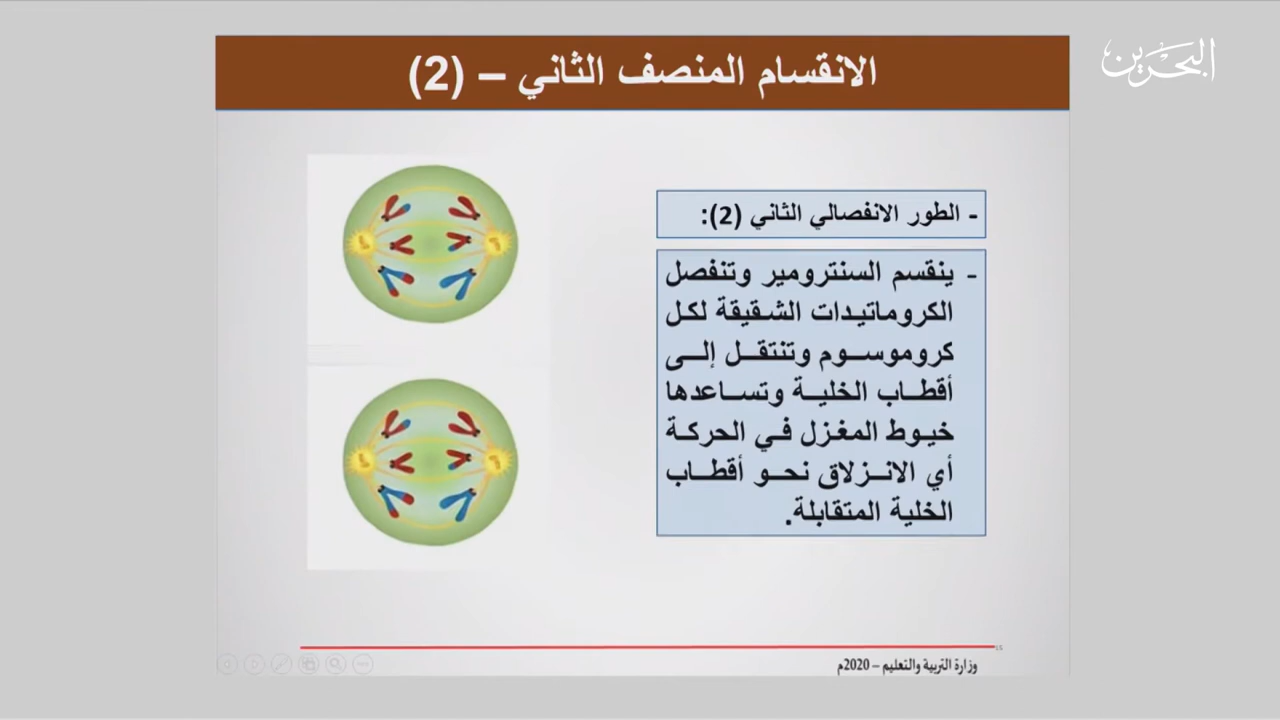 البحرين
الانقسام المنصف الثاني – (2)
- الطور الانفصالي الثاني (2):
- ينقسم السنترومير وتنفصل
الكروماتيدات الشقيقة لكل
كروموسوم وتنتقل إلى
أقطاب الخلية وتساعدها
خيوط المغزل في الحركة
أي الانزلاق نحو أقطاب
الخلية المتقابلة.
15
وزارة التربية والتعليم – 2020م